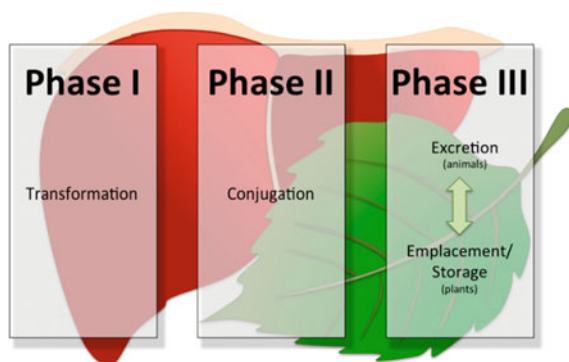 Phase I
Transformation
Phase II
Conjugation
Phase III
Excretion
(animals)
Emplacement/
Storage
(plants)